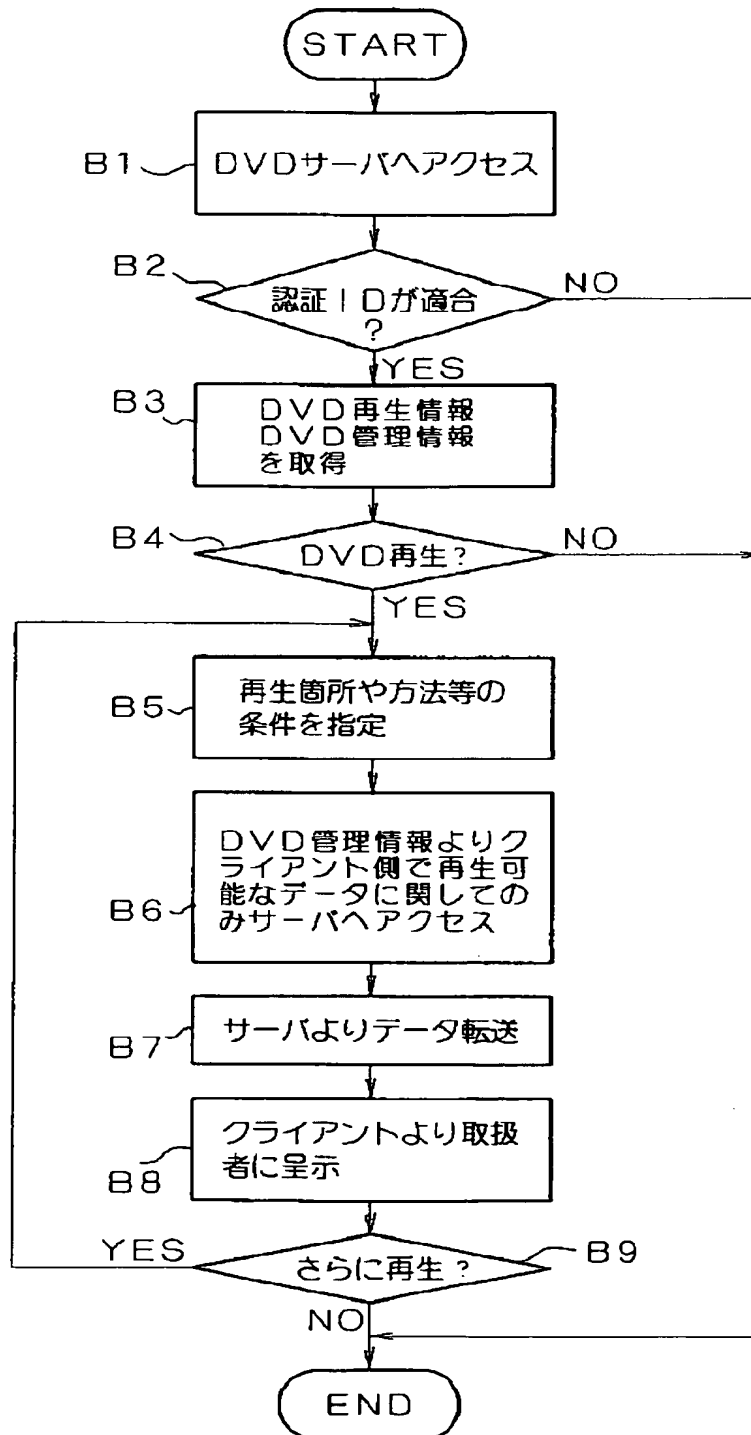 START
B1
DVDサーバへアクセス
B2
認証IDが適合
?
NO
YES
B3
DVD再生情報
DVD管理情報
を取得
B4
DVD再生?
NO
YES
B5
再生箇所や方法等の
条件を指定
B6
DVD管理情報よりク
ライアント側で再生可
能なデータに関しての
みサーバへアクセス
B7
サーバよりデータ転送
B8
クライアントより取扱
者に呈示
YES
さらに再生?
B9
NO
END